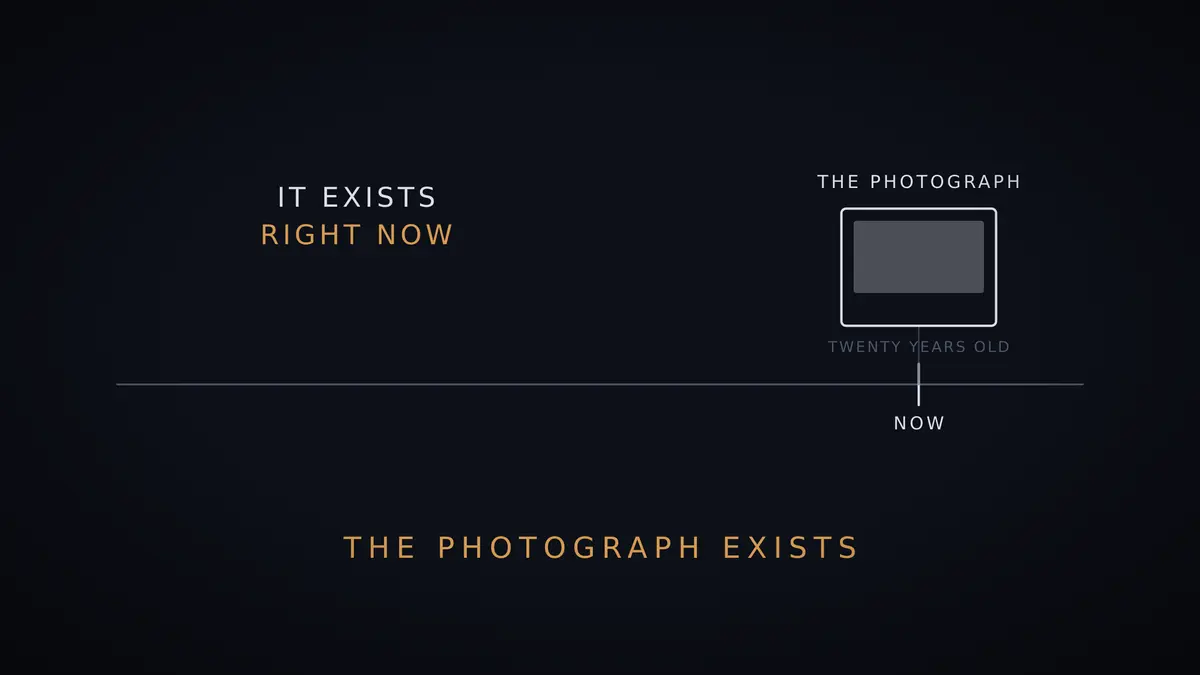 IT EXISTS
RIGHT NOW
THE PHOTOGRAPH
TWENTY YEARS OLD
NOW
THE PHOTOGRAPH EXISTS